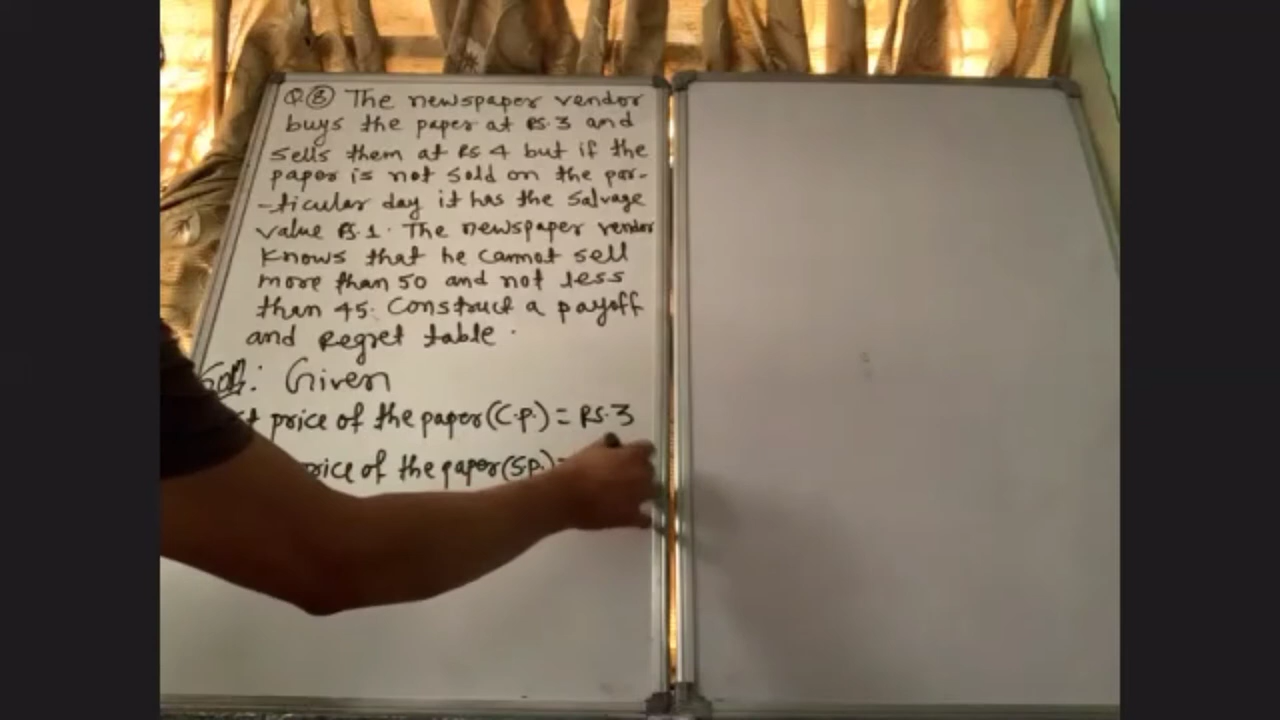 Q ⑧ The newspaper vendor
buys the paper at Rs.3 and
sells them at Rs 4 but if the
paper is not sold on the par-
-ticular day it has the salvage
value Rs.1. The newspaper vendor
knows that he cannot sell
more than 50 and not less
than 45. Construct a payoff
and Regret table.
Solⁿ: Given
price of the paper (C.p.) = Rs.3
price of the paper (S.p.) =